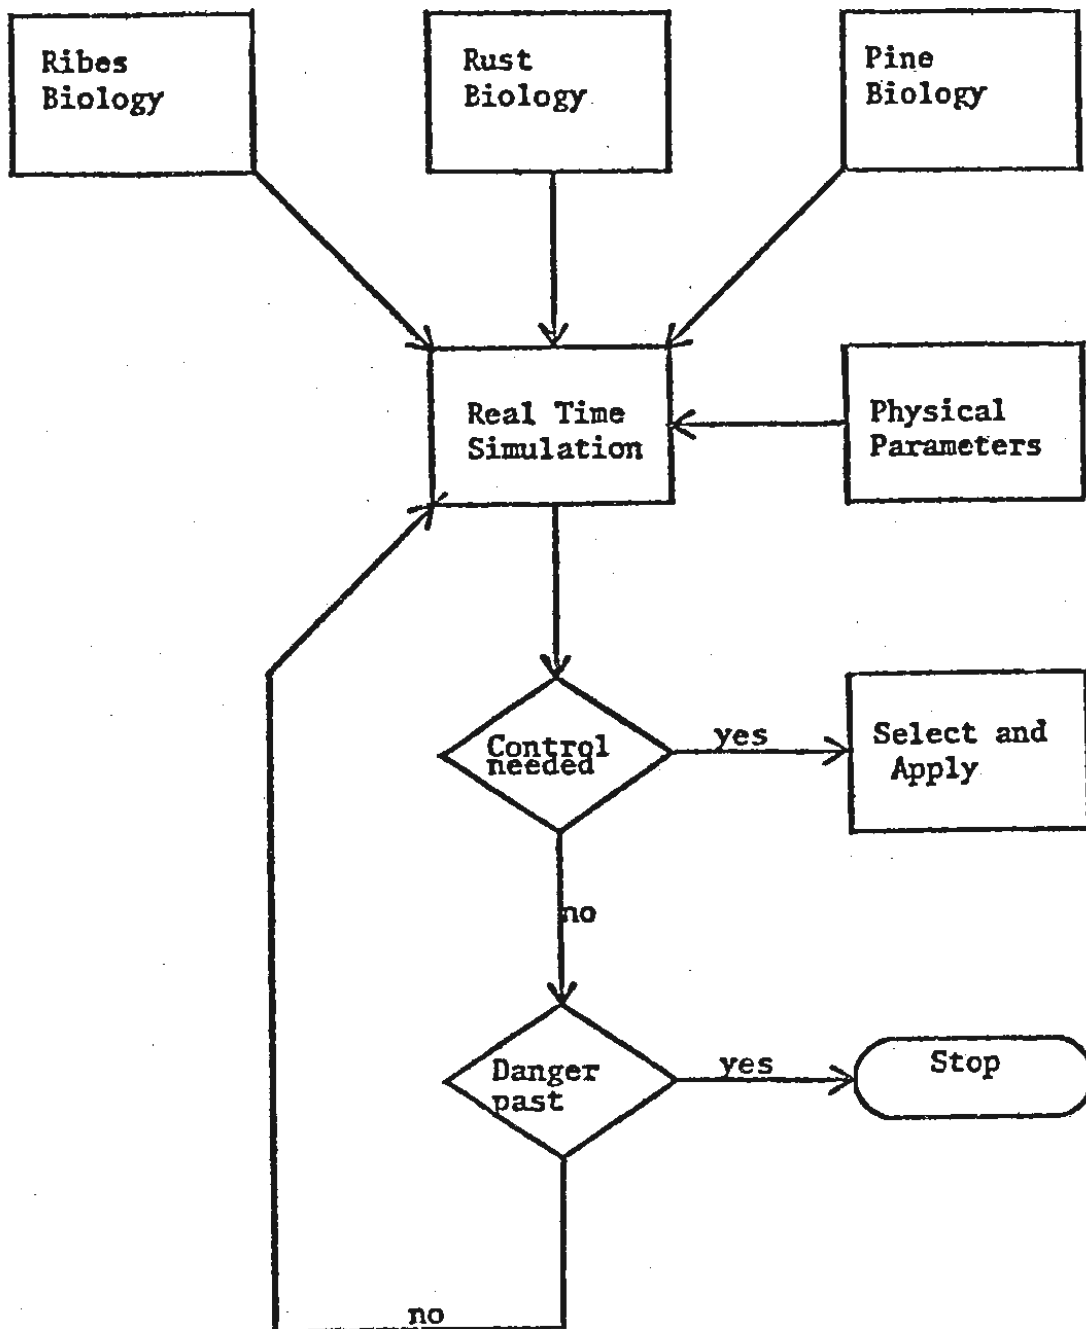 Ribes
Biology
Rust
Biology
Pine
Biology
Real Time
Simulation
Physical
Parameters
Control
needed
yes
Select and
Apply
no
Danger
past
yes
Stop
no